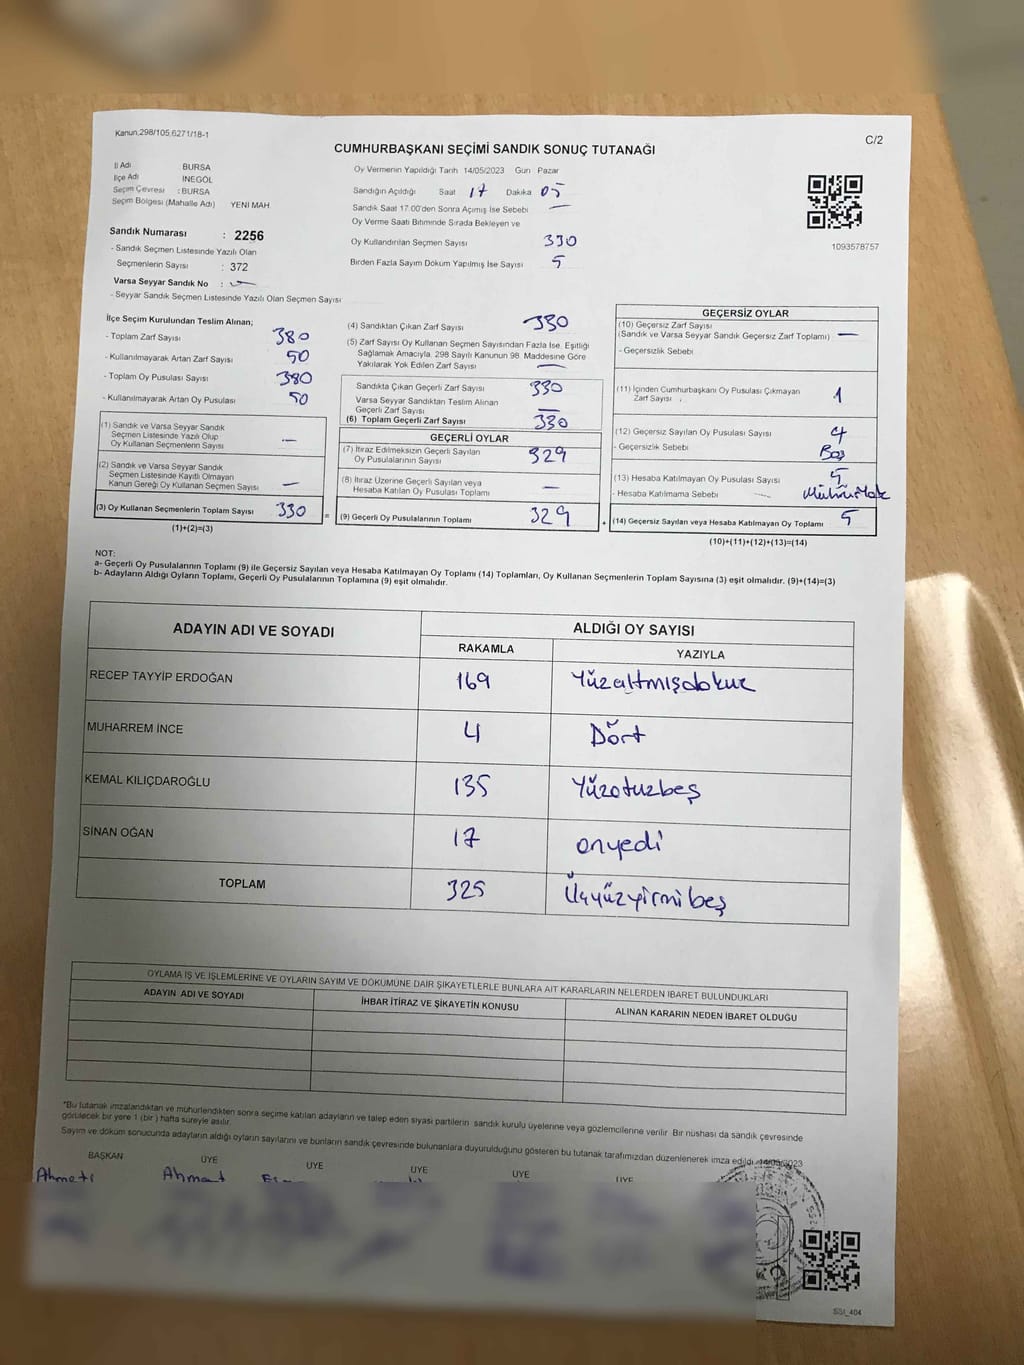 Kanun.298/105,6271/18-1
C/2
CUMHURBAŞKANI SEÇİMİ SANDIK SONUÇ TUTANAĞI
İl Adı BURSA
İlçe Adı INEGÖL
Seçim Çevresi : BURSA
Seçim Bölgesi (Mahalle Adı) YENİ MAH
Sandık Numarası : 2256
- Sandık Seçmen Listesinde Yazılı Olan
Seçmenlerin Sayısı : 372
Varsa Seyyar Sandık No :
- Seyyar Sandık Seçmen Listesinde Yazılı Olan Seçmen Sayısı
Oy Vermenin Yapıldığı Tarih 14/05/2023 Gün Pazar
Sandığın Açıldığı Saat 17 Dakika 05
Sandık Saat 17:00'den Sonra Açımış İse Sebebi —
Oy Verme Saati Bitiminde Sırada Bekleyen ve
Oy Kullandırılan Seçmen Sayısı 330
Birden Fazla Sayım Döküm Yapılmış İse Sayısı 5
1093578757
İlçe Seçim Kurulundan Teslim Alınan;
- Toplam Zarf Sayısı 380
- Kullanılmayarak Artan Zarf Sayısı 50
- Toplam Oy Pusulası Sayısı 380
- Kullanılmayarak Artan Oy Pusulası 50
(1) Sandık ve Varsa Seyyar Sandık
Seçmen Listesinde Yazılı Olup
Oy Kullanan Seçmenlerin Sayısı —
(2) Sandık ve Varsa Seyyar Sandık
Seçmen Listesinde Kayıtlı Olmayan
Kanun Gereği Oy Kullanan Seçmen Sayısı —
(3) Oy Kullanan Seçmenlerin Toplam Sayısı 330
(1)+(2)=(3)
(4) Sandıktan Çıkan Zarf Sayısı 330
(5) Zarf Sayısı Oy Kullanan Seçmen Sayısından Fazla İse, Eşitliği
Sağlamak Amacıyla, 298 Sayılı Kanunun 98. Maddesine Göre
Yakılarak Yok Edilen Zarf Sayısı —
Sandıkta Çıkan Geçerli Zarf Sayısı 330
Varsa Seyyar Sandıktan Teslim Alınan
Geçerli Zarf Sayısı —
(6) Toplam Geçerli Zarf Sayısı 330
GEÇERLİ OYLAR
(7) İtiraz Edilmeksizin Geçerli Sayılan
Oy Pusulalarının Sayısı 329
(8) İtiraz Üzerine Geçerli Sayılan veya
Hesaba Katılan Oy Pusulası Toplamı —
(9) Geçerli Oy Pusulalarının Toplamı 329
GEÇERSİZ OYLAR
(10) Geçersiz Zarf Sayısı
(Sandık ve Varsa Seyyar Sandık Geçersiz Zarf Toplamı) —
- Geçersizlik Sebebi
(11) İçinden Cumhurbaşkanı Oy Pusulası Çıkmayan
Zarf Sayısı : 1
(12) Geçersiz Sayılan Oy Pusulası Sayısı 4
- Geçersizlik Sebebi Boş
(13) Hesaba Katılmayan Oy Pusulası Sayısı 5
- Hesaba Katılmama Sebebi
(14) Geçersiz Sayılan veya Hesaba Katılmayan Oy Toplamı 5
(10)+(11)+(12)+(13)=(14)
NOT:
a- Geçerli Oy Pusulalarının Toplamı (9) ile Geçersiz Sayılan veya Hesaba Katılmayan Oy Toplamı (14) Toplamları, Oy Kullanan Seçmenlerin Toplam Sayısına (3) eşit olmalıdır. (9)+(14)=(3)
b- Adayların Aldığı Oyların Toplamı, Geçerli Oy Pusulalarının Toplamına (9) eşit olmalıdır.
ADAYIN ADI VE SOYADI ALDIĞI OY SAYISI
RAKAMLA YAZIYLA
RECEP TAYYİP ERDOĞAN 169 Yüzaltmışdokuz
MUHARREM İNCE 4 Dört
KEMAL KILIÇDAROĞLU 135 Yüzotuzbeş
SİNAN OĞAN 17 onyedi
TOPLAM 325 Üçyüzyirmibeş
OYLAMA İŞ VE İŞLEMLERİNE VE OYLARIN SAYIM VE DÖKÜMÜNE DAİR ŞİKAYETLERLE BUNLARA AİT KARARLARIN NELERDEN İBARET BULUNDUKLARI
ADAYIN ADI VE SOYADI İHBAR İTİRAZ VE ŞİKAYETİN KONUSU ALINAN KARARIN NEDEN İBARET OLDUĞU
*Bu tutanak imzalandıktan ve mühürlendikten sonra seçime katılan adayların ve talep eden siyasi partilerin sandık kurulu üyelerine veya gözlemcilerine verilir. Bir nüshası da sandık çevresinde
görülecek bir yere 1 (bir) hafta süreyle asılır.
Sayım ve döküm sonucunda adayların aldığı oyların sayılarını ve bunların sandık çevresinde bulunanlara duyurulduğunu gösteren bu tutanak tarafımızdan düzenlenerek imza edildi. 14/05/2023
BAŞKAN ÜYE ÜYE ÜYE ÜYE ÜYE
Ahmet Ahmet
SSI_404